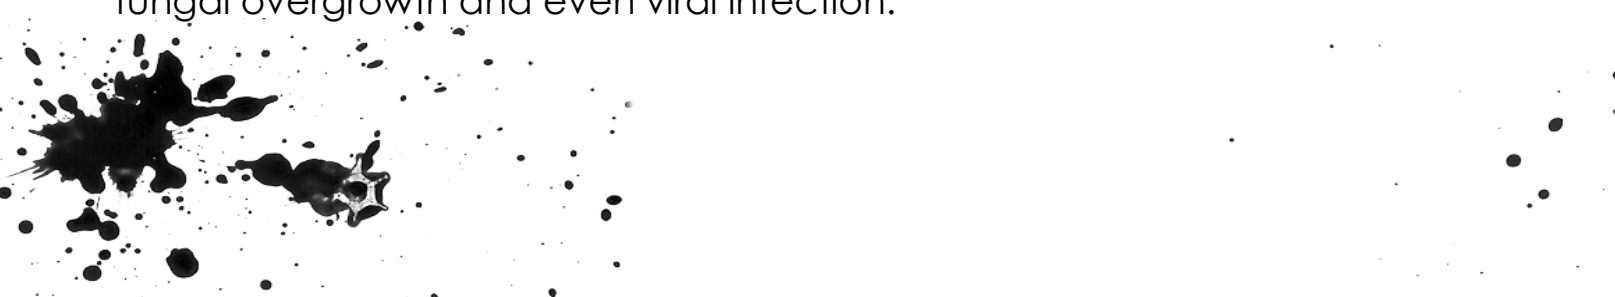 fungal overgrowth and even viral infection.